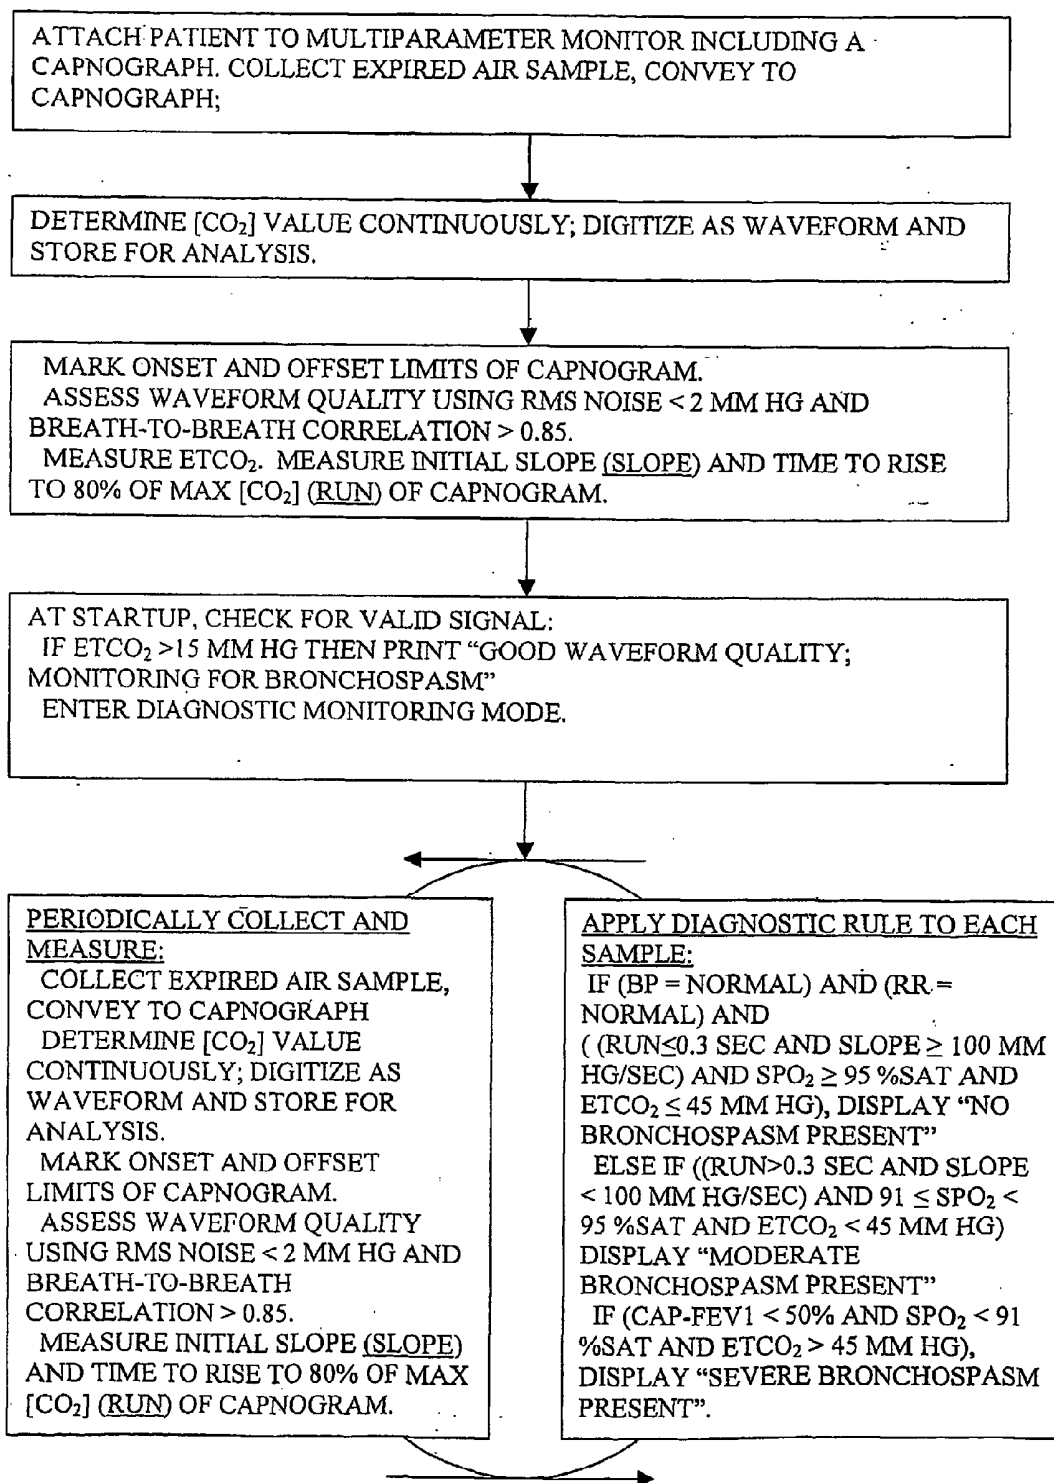 ATTACH PATIENT TO MULTIPARAMETER MONITOR INCLUDING A
CAPNOGRAPH. COLLECT EXPIRED AIR SAMPLE, CONVEY TO
CAPNOGRAPH;
DETERMINE [CO₂] VALUE CONTINUOUSLY; DIGITIZE AS WAVEFORM AND
STORE FOR ANALYSIS.
MARK ONSET AND OFFSET LIMITS OF CAPNOGRAM.
ASSESS WAVEFORM QUALITY USING RMS NOISE < 2 MM HG AND
BREATH-TO-BREATH CORRELATION > 0.85.
MEASURE ETCO₂. MEASURE INITIAL SLOPE (SLOPE) AND TIME TO RISE
TO 80% OF MAX [CO₂] (RUN) OF CAPNOGRAM.
AT STARTUP, CHECK FOR VALID SIGNAL:
IF ETCO₂ >15 MM HG THEN PRINT “GOOD WAVEFORM QUALITY;
MONITORING FOR BRONCHOSPASM”
ENTER DIAGNOSTIC MONITORING MODE.
PERIODICALLY COLLECT AND
MEASURE:
COLLECT EXPIRED AIR SAMPLE,
CONVEY TO CAPNOGRAPH
DETERMINE [CO₂] VALUE
CONTINUOUSLY; DIGITIZE AS
WAVEFORM AND STORE FOR
ANALYSIS.
MARK ONSET AND OFFSET
LIMITS OF CAPNOGRAM.
ASSESS WAVEFORM QUALITY
USING RMS NOISE < 2 MM HG AND
BREATH-TO-BREATH
CORRELATION > 0.85.
MEASURE INITIAL SLOPE (SLOPE)
AND TIME TO RISE TO 80% OF MAX
[CO₂] (RUN) OF CAPNOGRAM.
APPLY DIAGNOSTIC RULE TO EACH
SAMPLE:
IF (BP = NORMAL) AND (RR =
NORMAL) AND
( (RUN≤0.3 SEC AND SLOPE ≥ 100 MM
HG/SEC) AND SPO₂ ≥ 95 %SAT AND
ETCO₂ ≤ 45 MM HG), DISPLAY “NO
BRONCHOSPASM PRESENT”
ELSE IF ((RUN>0.3 SEC AND SLOPE
< 100 MM HG/SEC) AND 91 ≤ SPO₂ <
95 %SAT AND ETCO₂ < 45 MM HG)
DISPLAY “MODERATE
BRONCHOSPASM PRESENT”
IF (CAP-FEV1 < 50% AND SPO₂ < 91
%SAT AND ETCO₂ > 45 MM HG),
DISPLAY “SEVERE BRONCHOSPASM
PRESENT”.